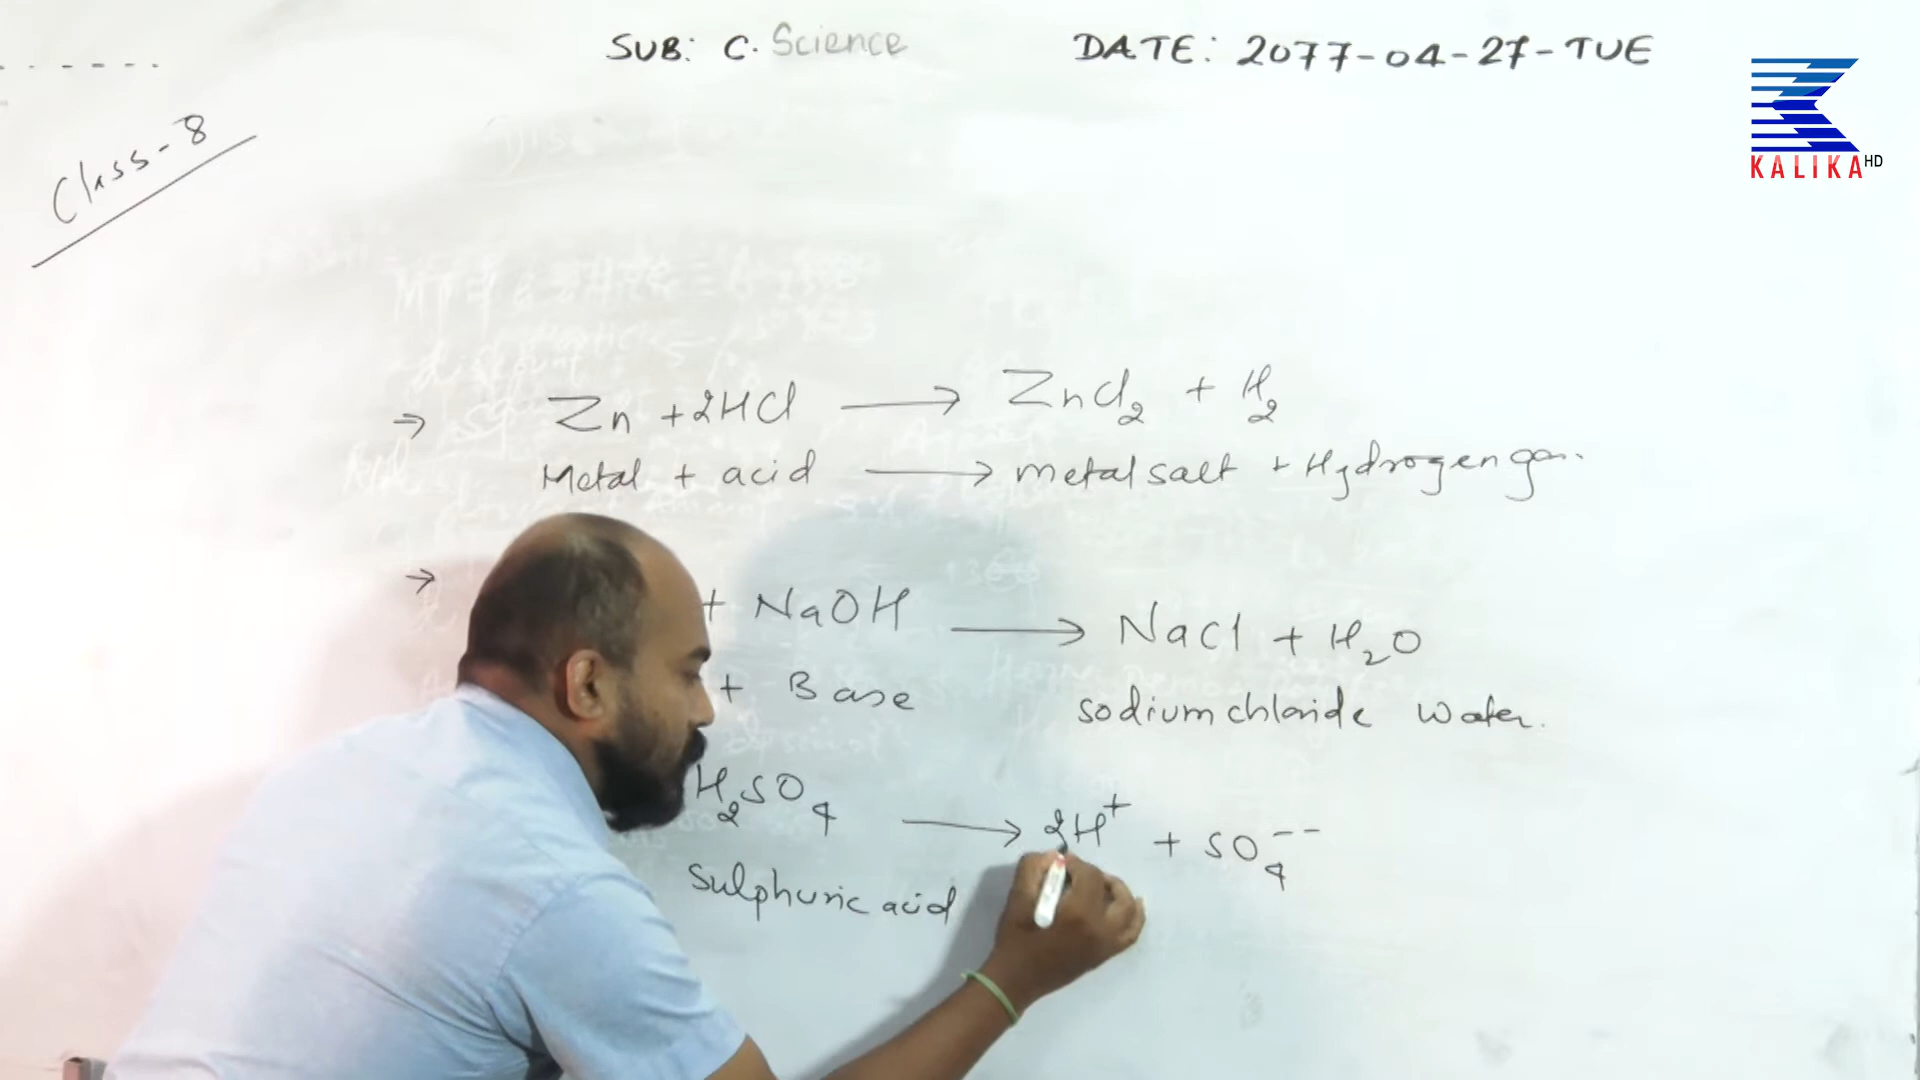 SUB: C. Science DATE: 2077-04-27-TUE
KALIKA HD
Class-8
→ Zn + 2HCl → ZnCl₂ + H₂
Metal + acid → metal salt + Hydrogen gas.
→ + NaOH → NaCl + H₂O
+ Base sodium chloride water.
H₂SO₄ → 2H⁺ + SO₄⁻⁻
Sulphuric acid